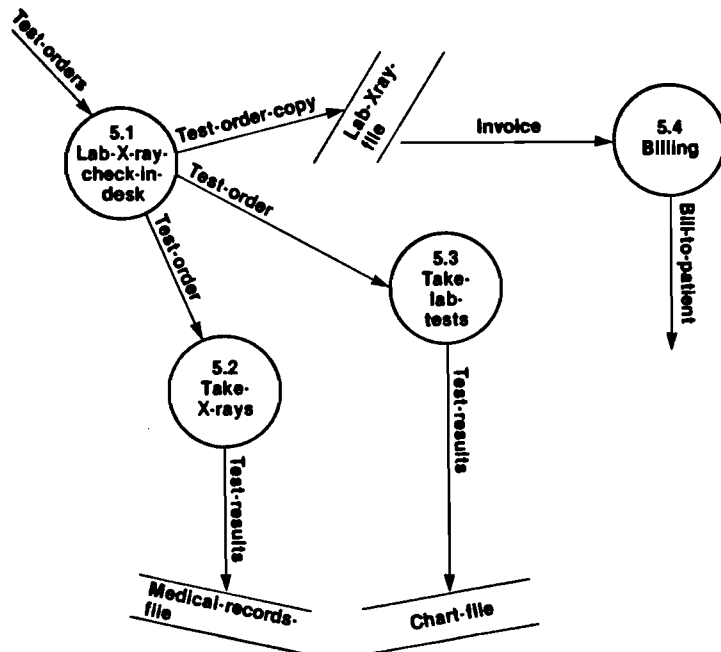 Test-orders
5.1
Lab-X-ray-
check-in-
desk
Test-order-copy
Lab-Xray-
file
Invoice
5.4
Billing
Test-order
Test-order
Bill-to-patient
5.3
Take-
lab-
tests
5.2
Take-
X-rays
Test-results
Test-results
Medical-records-
file
Chart-file